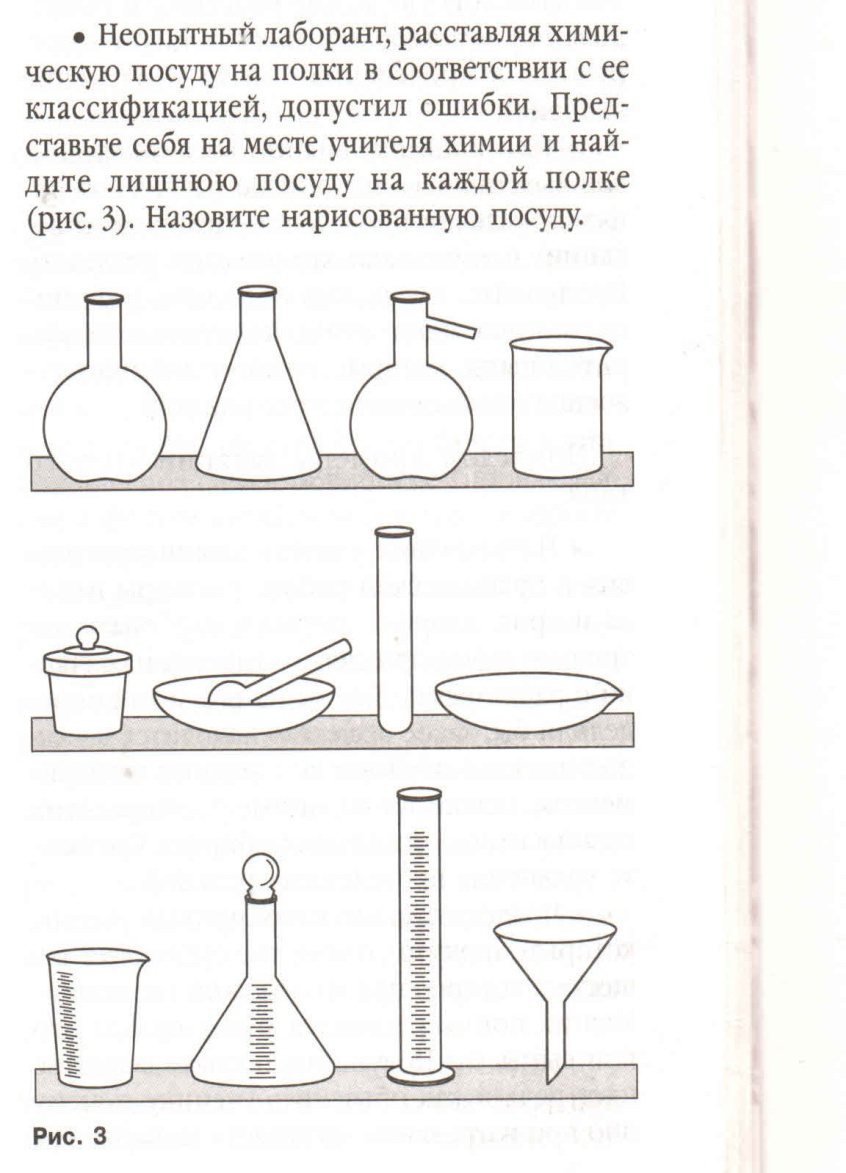 • Неопытный лаборант, расставляя хими-
ческую посуду на полки в соответствии с ее
классификацией, допустил ошибки. Пред-
ставьте себя на месте учителя химии и най-
дите лишнюю посуду на каждой полке
(рис. 3). Назовите нарисованную посуду.
Рис. 3